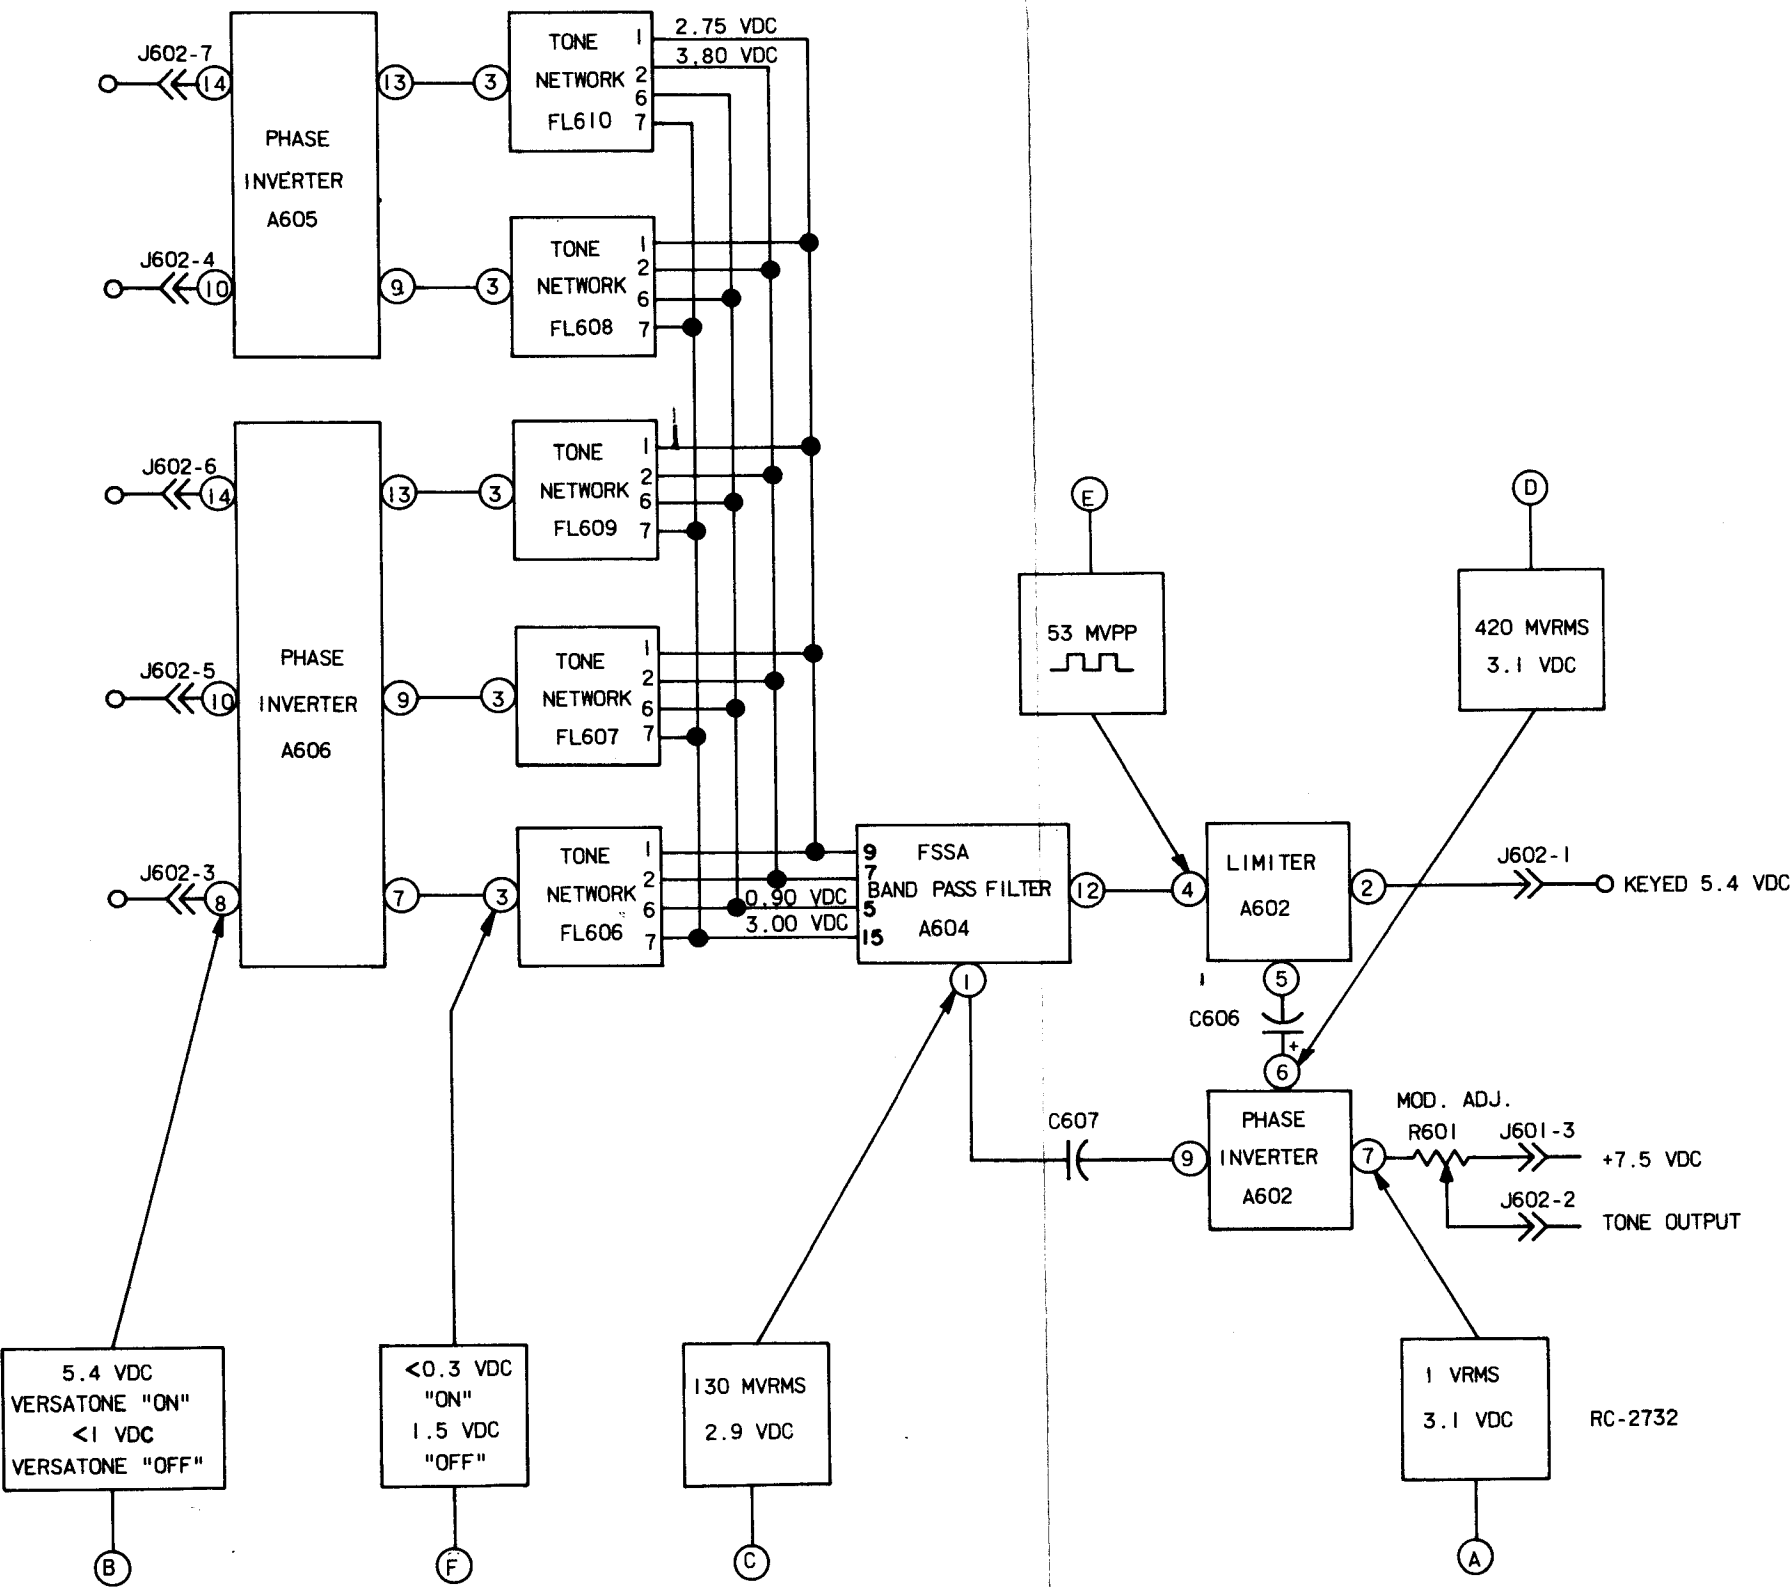 J602-7
14
PHASE
INVERTER
A605
13
3
TONE
NETWORK
FL610
1
2
6
7
2.75 VDC
3.80 VDC
J602-4
10
9
3
TONE
NETWORK
FL608
1
2
6
7
J602-6
14
PHASE
INVERTER
A606
13
3
TONE
NETWORK
FL609
1
2
6
7
J602-5
10
9
3
TONE
NETWORK
FL607
1
2
6
7
J602-3
8
7
3
TONE
NETWORK
FL606
1
2
6
7
0.90 VDC
3.00 VDC
9
7
5
15
FSSA
BAND PASS FILTER
A604
12
1
E
53 MVPP
D
420 MVRMS
3.1 VDC
4
LIMITER
A602
2
J602-1
KEYED 5.4 VDC
5
C606
+
6
C607
9
PHASE
INVERTER
A602
7
MOD. ADJ.
R601
J601-3
+7.5 VDC
J602-2
TONE OUTPUT
5.4 VDC
VERSATONE "ON"
<1 VDC
VERSATONE "OFF"
B
<0.3 VDC
"ON"
1.5 VDC
"OFF"
F
130 MVRMS
2.9 VDC
C
1 VRMS
3.1 VDC
A
RC-2732